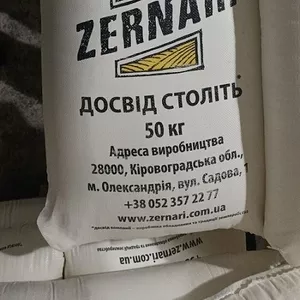 ZERNARI
ДОСВІД СТОЛІТЬ
50 КГ
Адреса виробництва
28000, Кіровоградська обл.,
м. Олександрія, вул. Садова, 1
+38 052 357 22 77
www.zernari.com.ua
www.zernari.com.ua